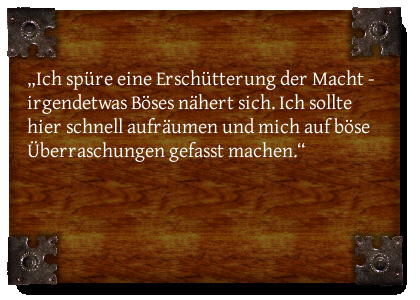 „Ich spüre eine Erschütterung der Macht -
irgendetwas Böses nähert sich. Ich sollte
hier schnell aufräumen und mich auf böse
Überraschungen gefasst machen.“